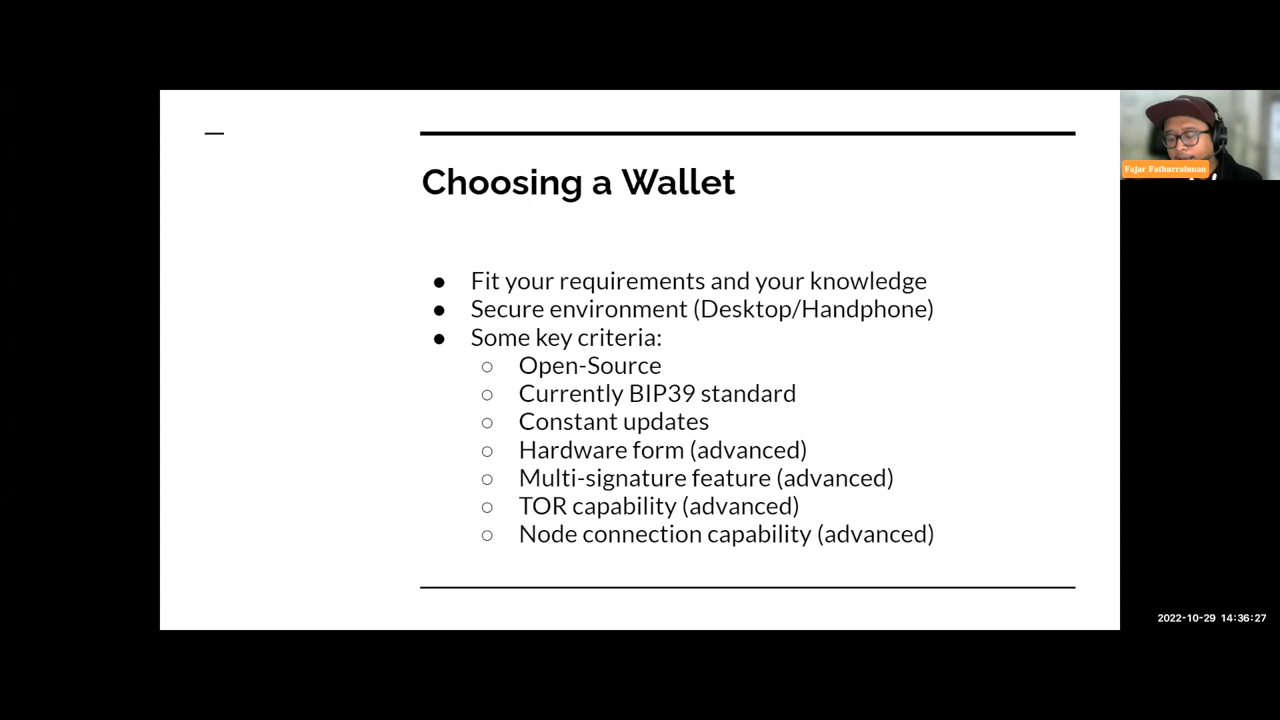 Choosing a Wallet
● Fit your requirements and your knowledge
● Secure environment (Desktop/Handphone)
● Some key criteria:
○ Open-Source
○ Currently BIP39 standard
○ Constant updates
○ Hardware form (advanced)
○ Multi-signature feature (advanced)
○ TOR capability (advanced)
○ Node connection capability (advanced)
Fajar Fathurrahman
2022-10-29 14:36:27